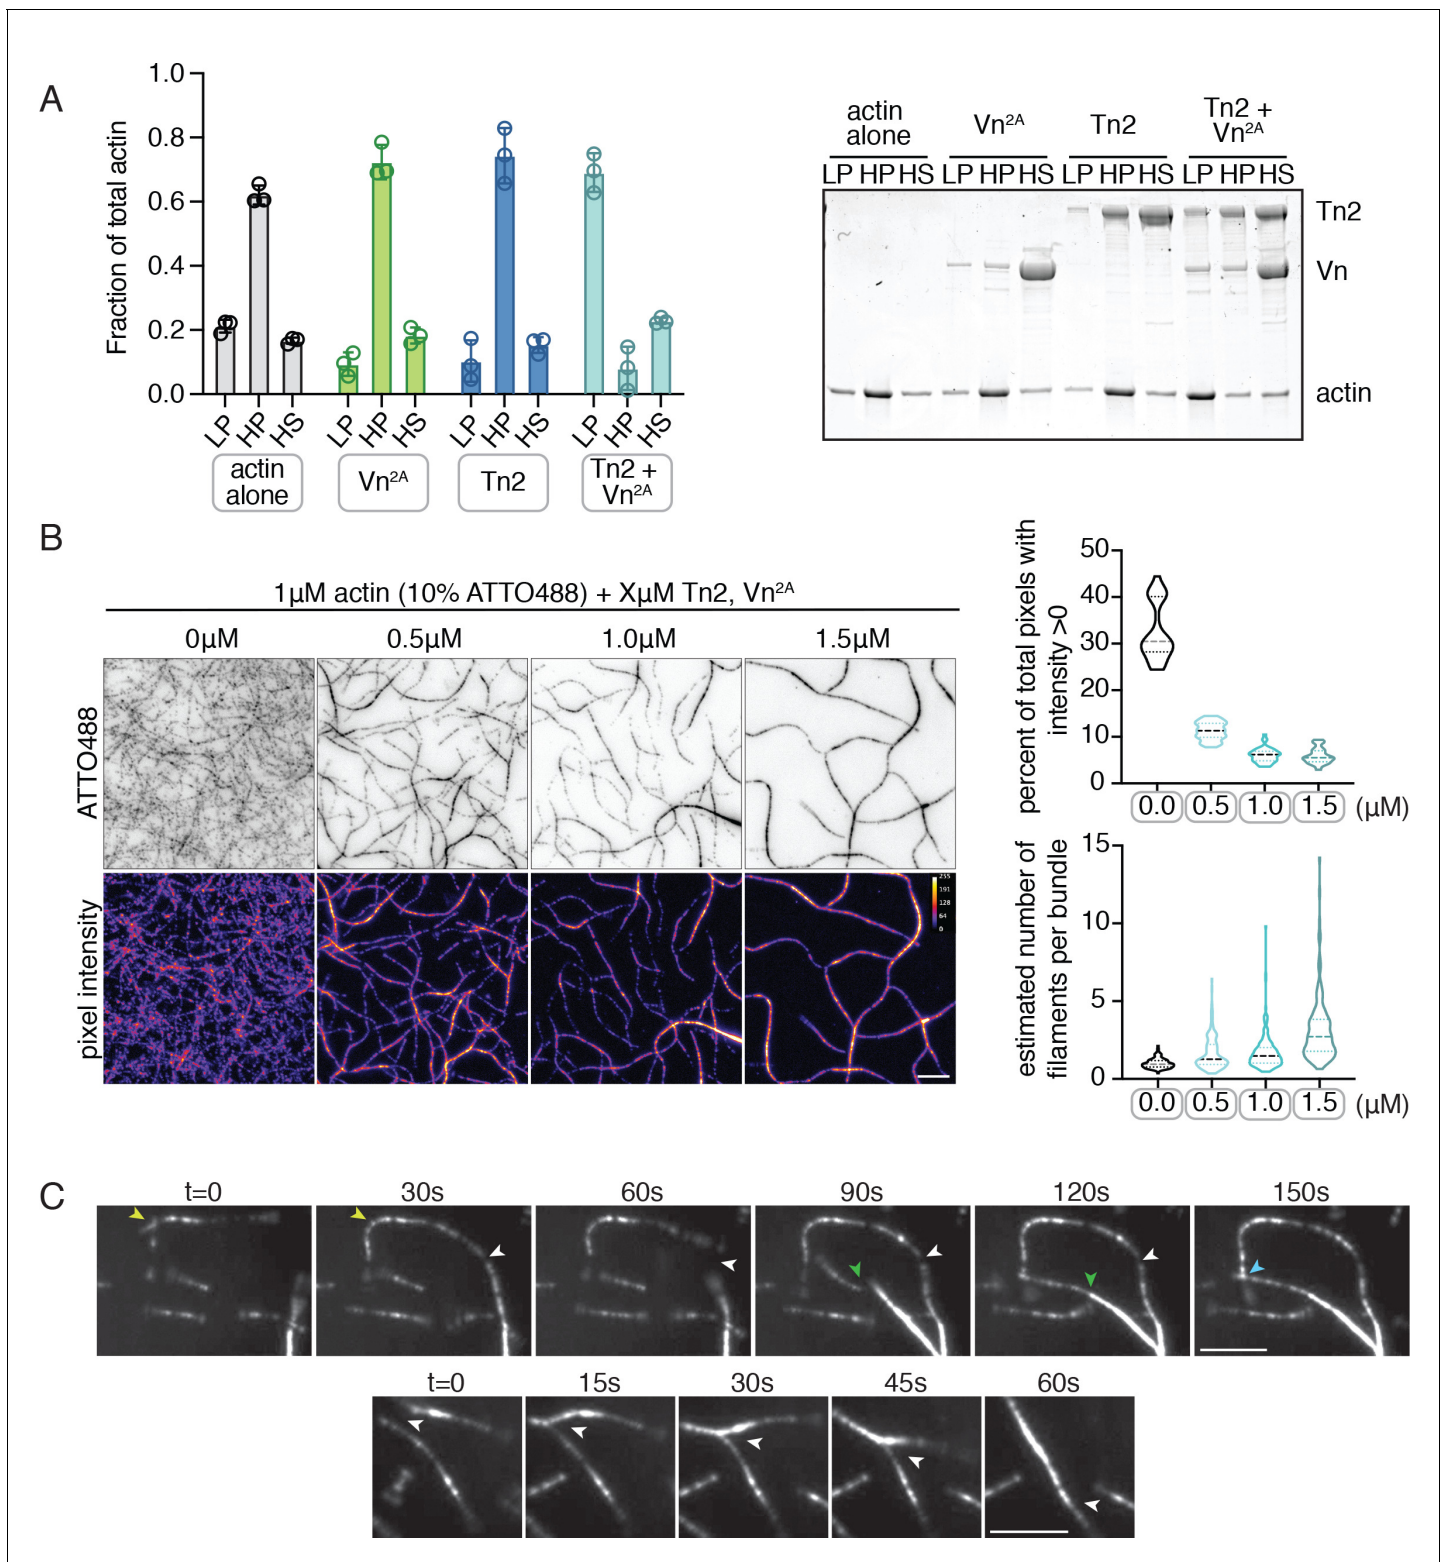 A
1.0
0.8
0.6
0.4
0.2
0.0
Fraction of total actin
LP HP HS LP HP HS LP HP HS LP HP HS
actin alone
Vn2A
Tn2
Tn2 + Vn2A
actin alone
Vn2A
Tn2
Tn2 + Vn2A
LP HP HS LP HP HS LP HP HS LP HP HS
Tn2
Vn
actin
B
1µM actin (10% ATTO488) + XµM Tn2, Vn2A
0µM 0.5µM 1.0µM 1.5µM
ATTO488
pixel intensity
255
191
128
64
0
percent of total pixels with
intensity >0
50
40
30
20
10
0
0.0 0.5 1.0 1.5 (µM)
estimated number of
filaments per bundle
15
10
5
0
0.0 0.5 1.0 1.5 (µM)
C
t=0 30s 60s 90s 120s 150s
t=0 15s 30s 45s 60s